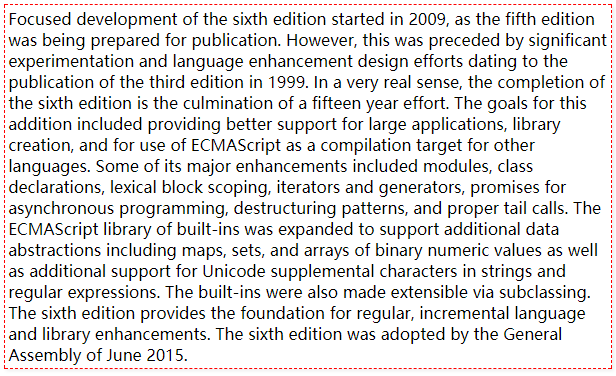 Focused development of the sixth edition started in 2009, as the fifth edition
was being prepared for publication. However, this was preceded by significant
experimentation and language enhancement design efforts dating to the
publication of the third edition in 1999. In a very real sense, the completion of
the sixth edition is the culmination of a fifteen year effort. The goals for this
addition included providing better support for large applications, library
creation, and for use of ECMAScript as a compilation target for other
languages. Some of its major enhancements included modules, class
declarations, lexical block scoping, iterators and generators, promises for
asynchronous programming, destructuring patterns, and proper tail calls. The
ECMAScript library of built-ins was expanded to support additional data
abstractions including maps, sets, and arrays of binary numeric values as well
as additional support for Unicode supplemental characters in strings and
regular expressions. The built-ins were also made extensible via subclassing.
The sixth edition provides the foundation for regular, incremental language
and library enhancements. The sixth edition was adopted by the General
Assembly of June 2015.